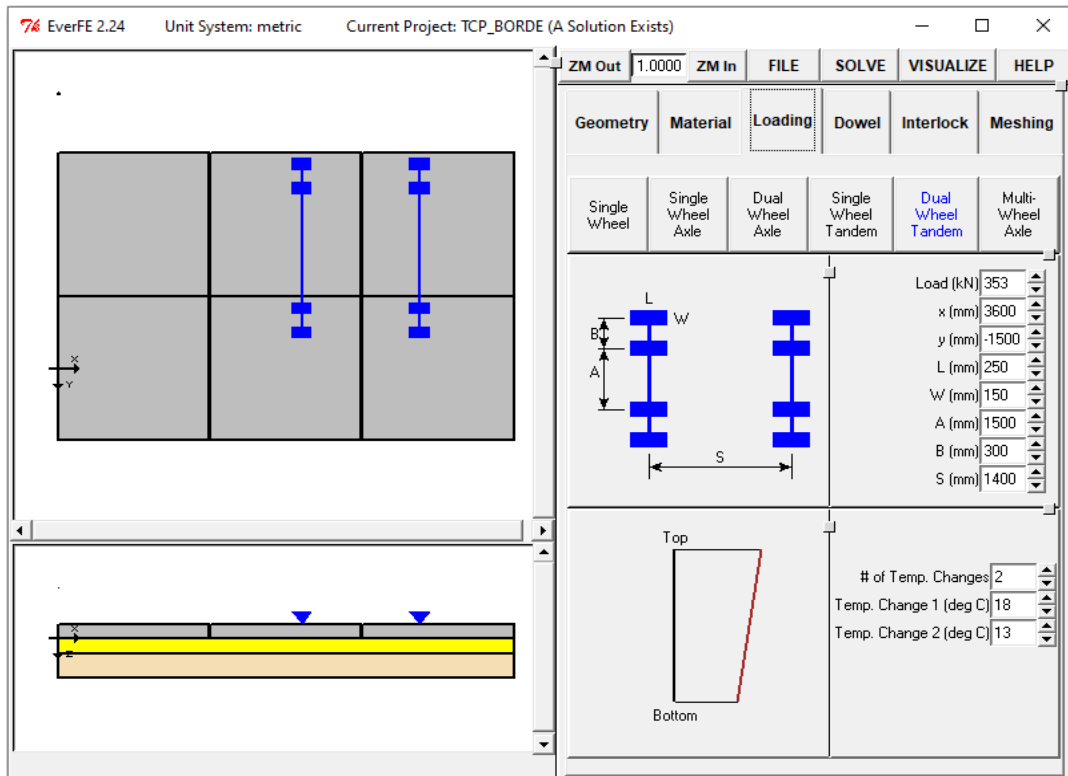 EverFE 2.24 Unit System: metric Current Project: TCP_BORDE (A Solution Exists)
ZM Out 1.0000 ZM In FILE SOLVE VISUALIZE HELP
Geometry Material Loading Dowel Interlock Meshing
Single Wheel
Single Wheel Axle
Dual Wheel Axle
Single Wheel Tandem
Dual Wheel Tandem
Multi-Wheel Axle
X
Y
L
W
B
A
S
Load (kN) 353
x (mm) 3600
y (mm) -1500
L (mm) 250
W (mm) 150
A (mm) 1500
B (mm) 300
S (mm) 1400
X
Z
Top
Bottom
# of Temp. Changes 2
Temp. Change 1 (deg C) 18
Temp. Change 2 (deg C) 13